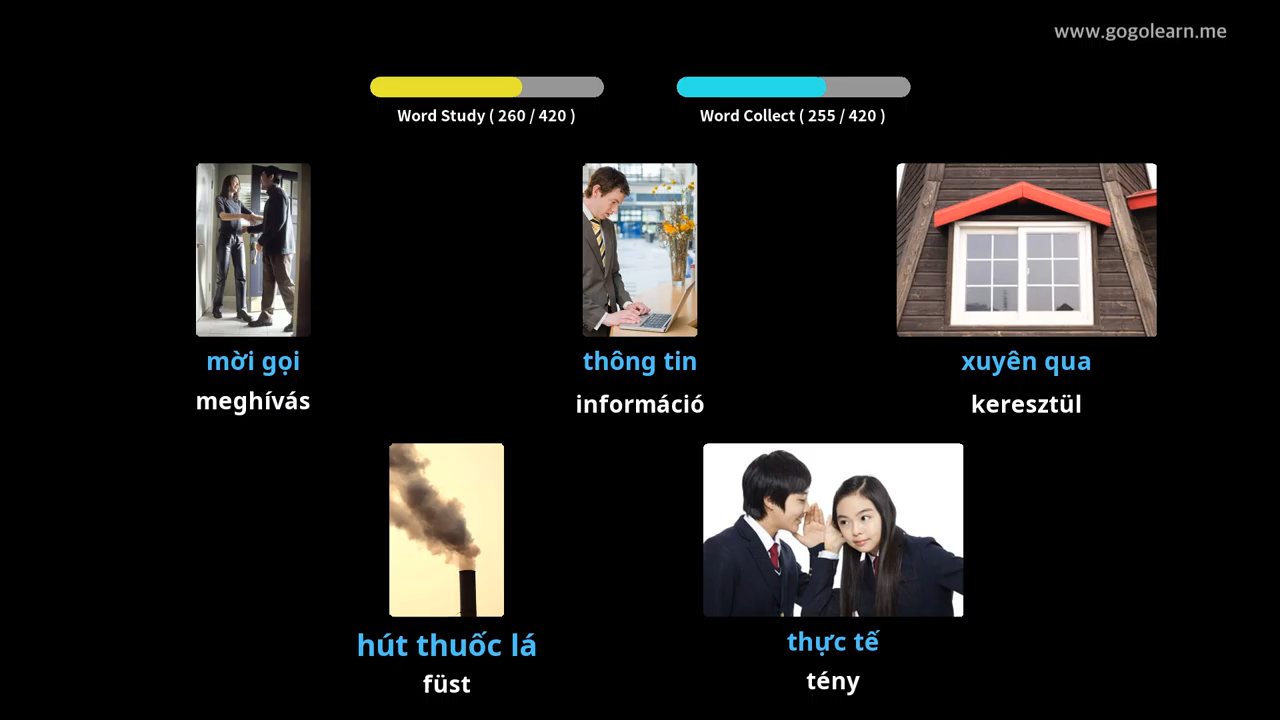 www.gogolearn.me
Word Study ( 260 / 420 )
Word Collect ( 255 / 420 )
mời gọi
meghívás
thông tin
információ
xuyên qua
keresztül
hút thuốc lá
füst
thực tế
tény